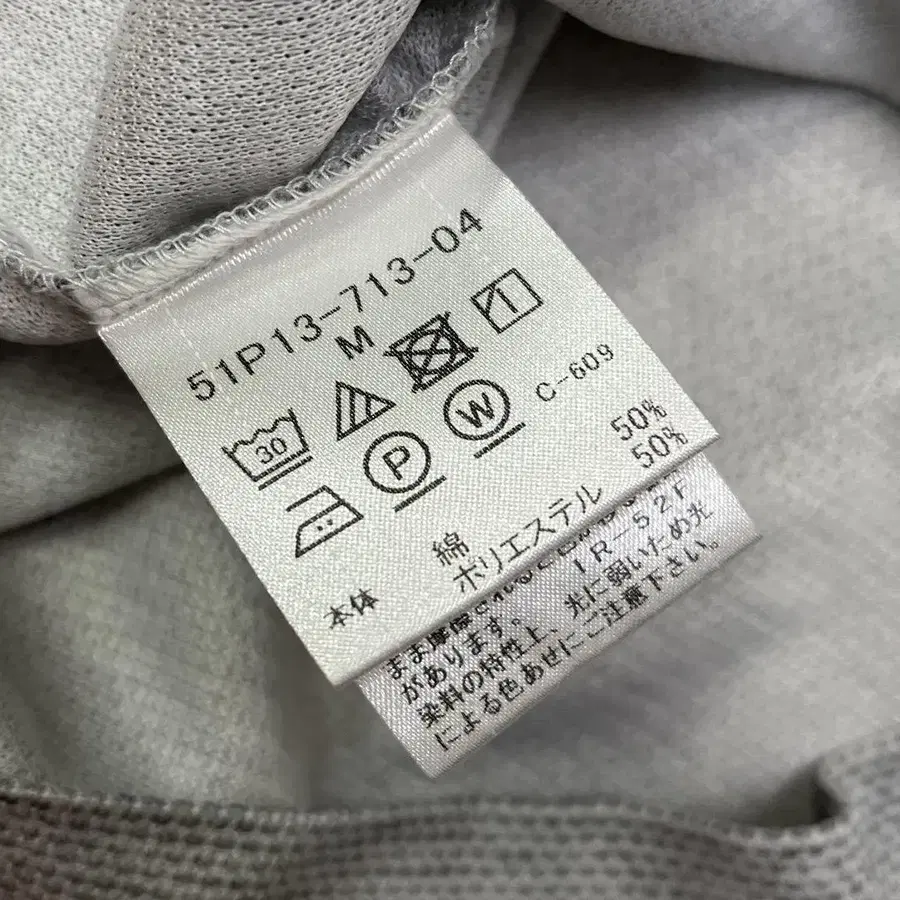 51P13-713-04
M
30
P W C-609
本体 綿 50%
ポリエステル 50%
IR-52F
があります。
染料の特性上、光に弱いため光
による色あせにご注意下さい。